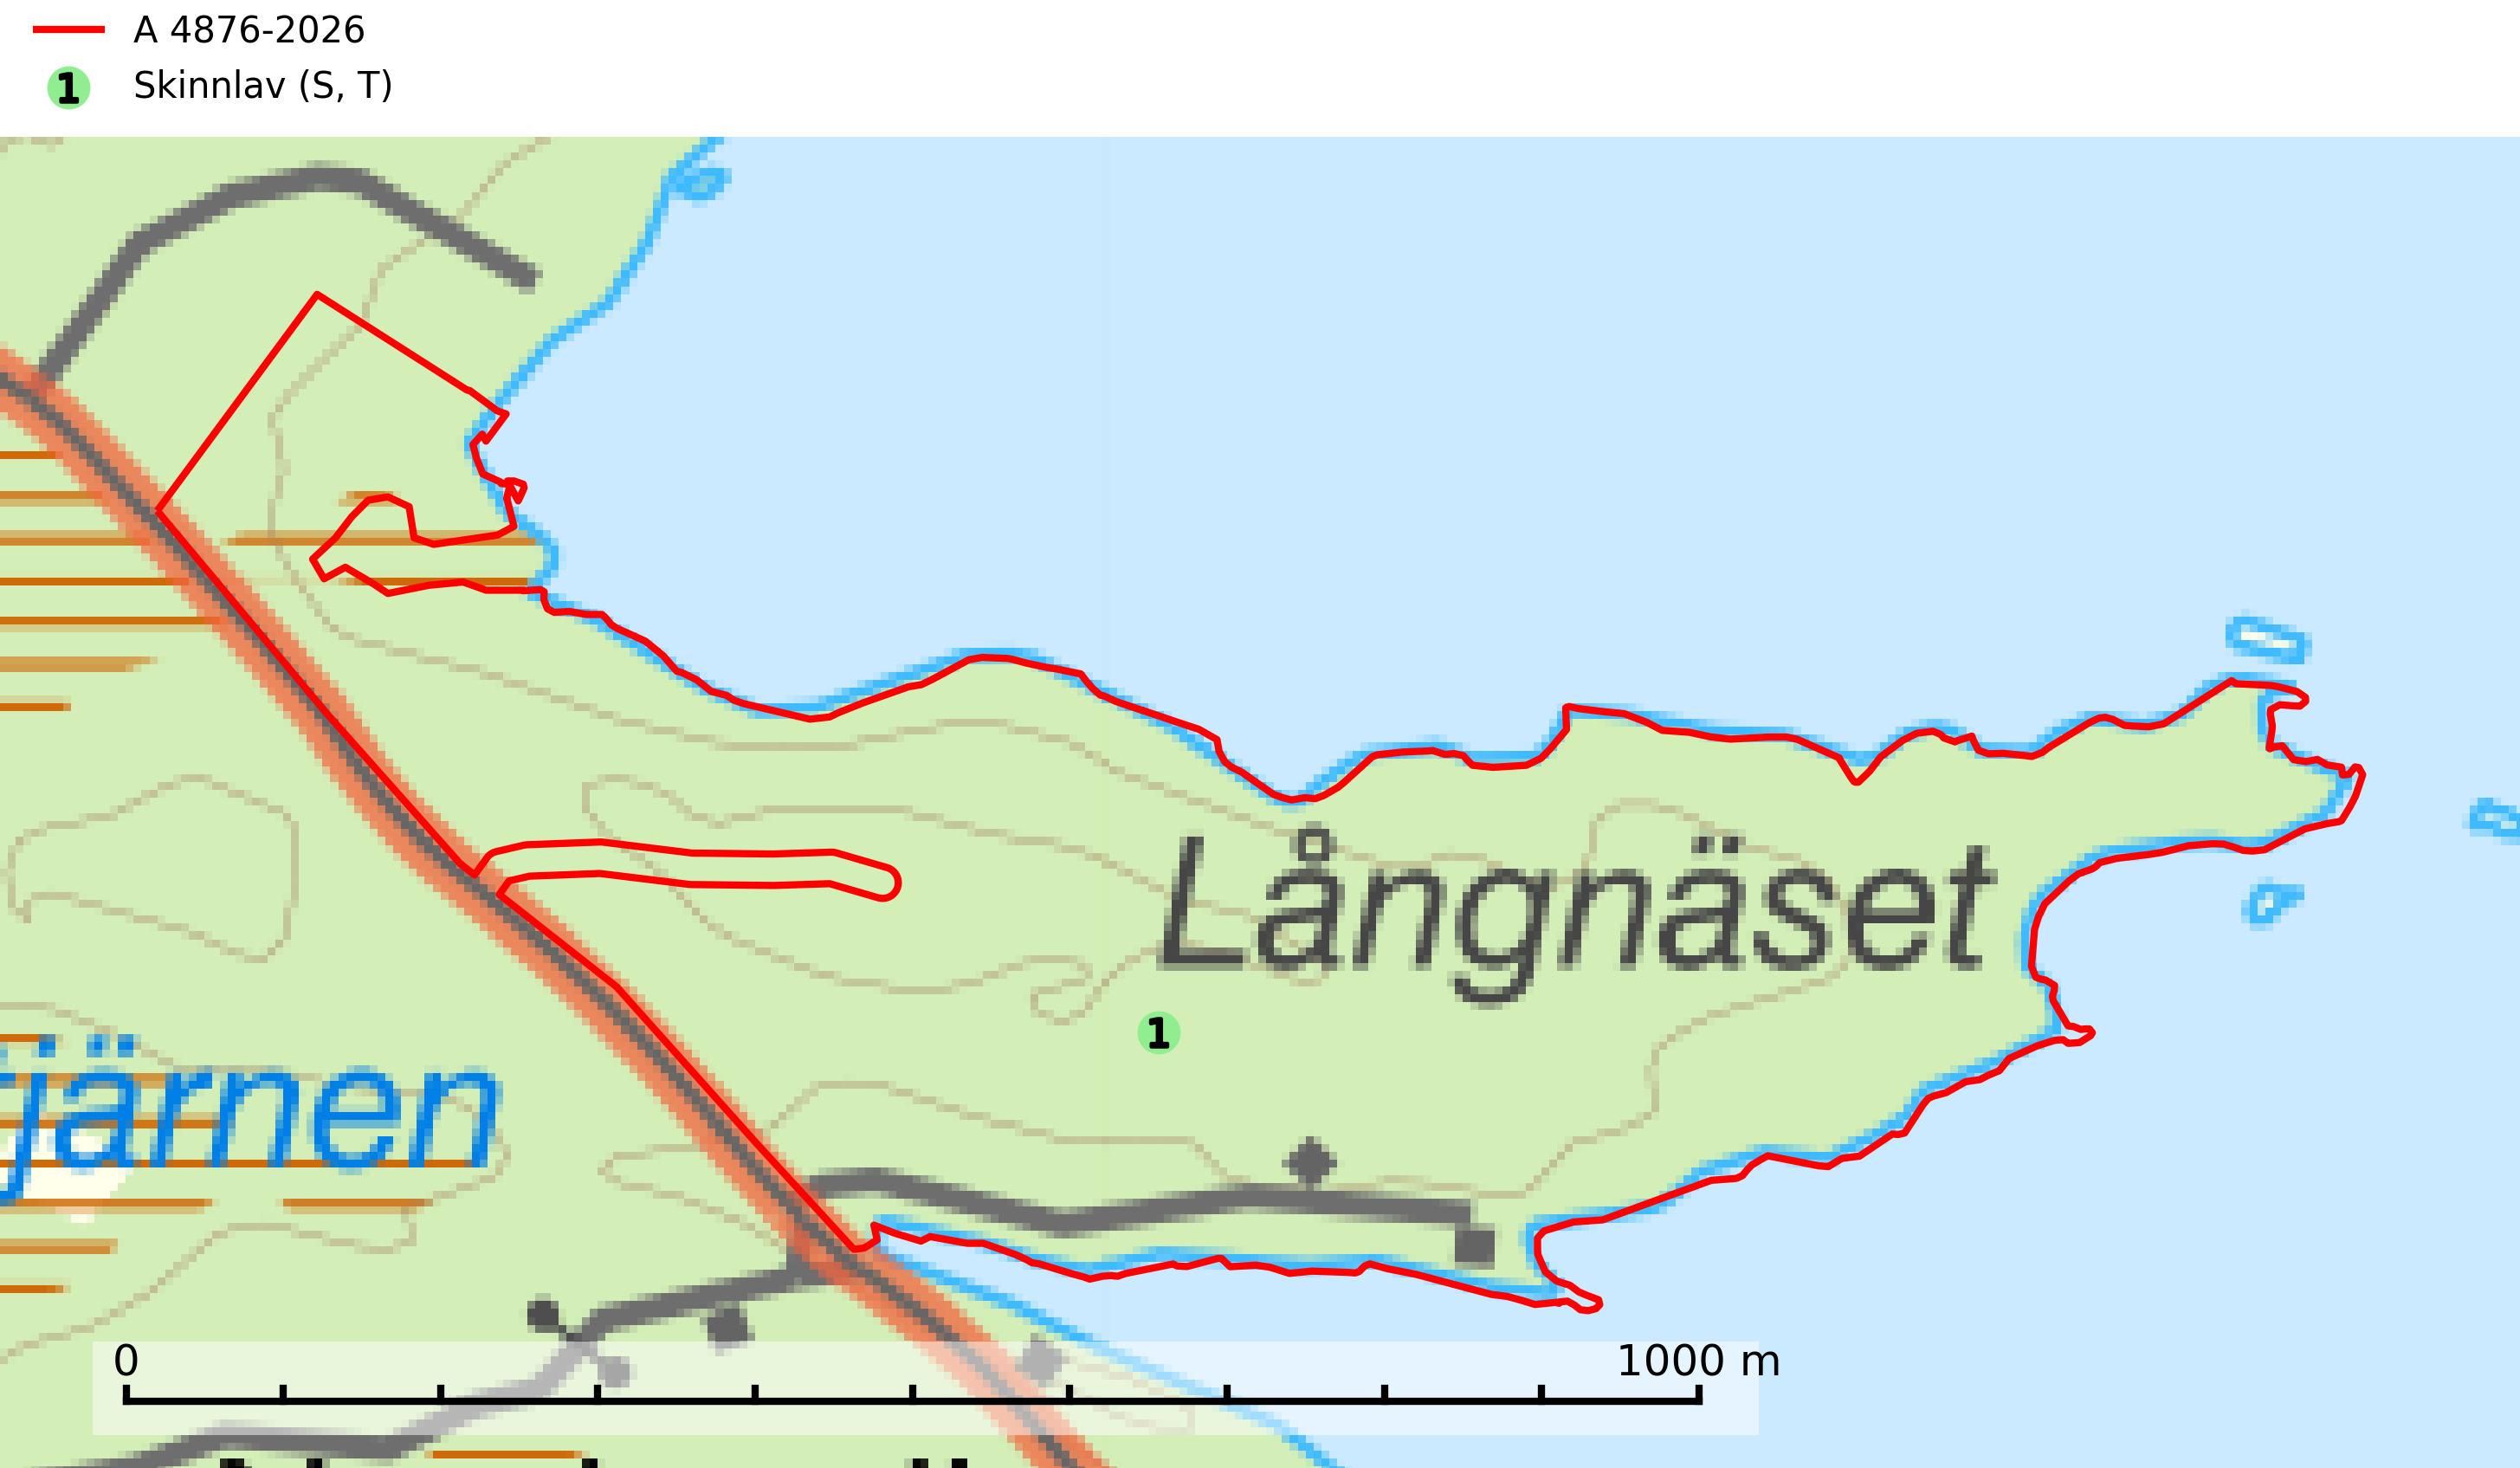 A 4876-2026
1 Skinnlav (S, T)
Långnäset
1
järnen
0 1000 m